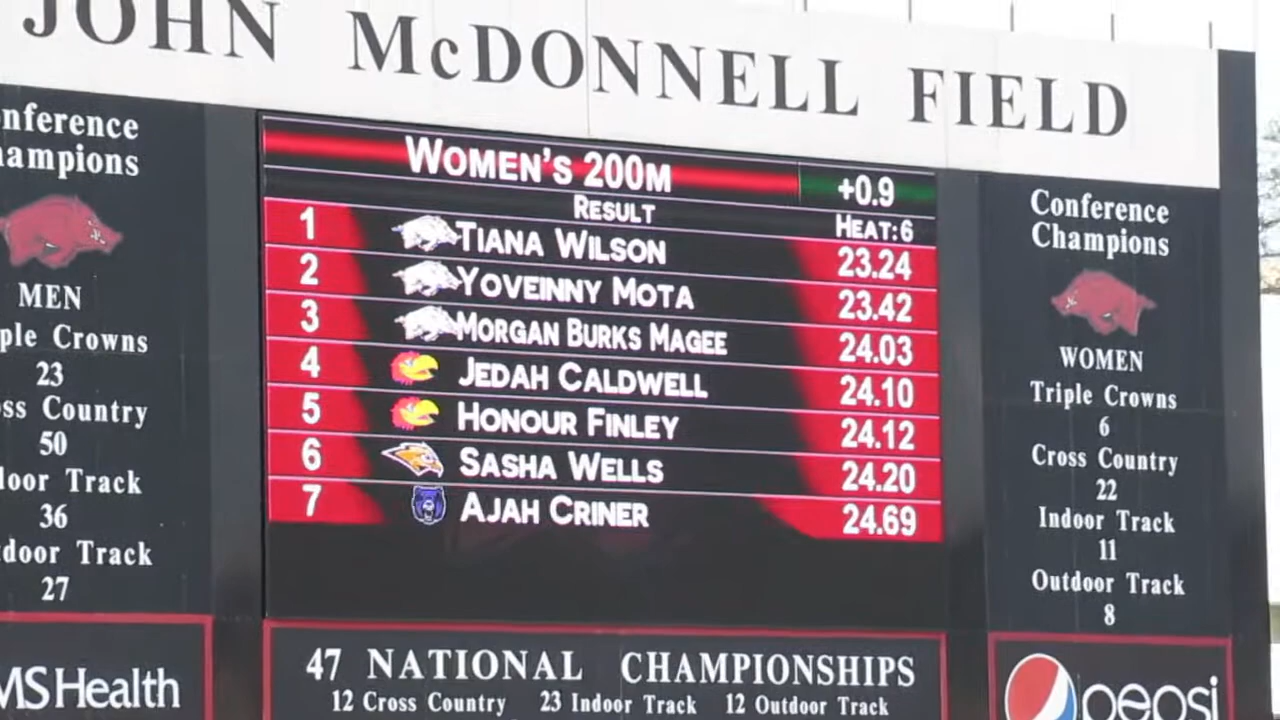 JOHN McDONNELL FIELD
nference
ampions
MEN
ple Crowns
23
ss Country
50
loor Track
36
door Track
27
MS Health
WOMEN'S 200M +0.9
RESULT HEAT: 6
1 TIANA WILSON 23.24
2 YOVEINNY MOTA 23.42
3 MORGAN BURKS MAGEE 24.03
4 JEDAH CALDWELL 24.10
5 HONOUR FINLEY 24.12
6 SASHA WELLS 24.20
7 AJAH CRINER 24.69
47 NATIONAL CHAMPIONSHIPS
12 Cross Country 23 Indoor Track 12 Outdoor Track
Conference
Champions
WOMEN
Triple Crowns
6
Cross Country
22
Indoor Track
11
Outdoor Track
8
pepsi